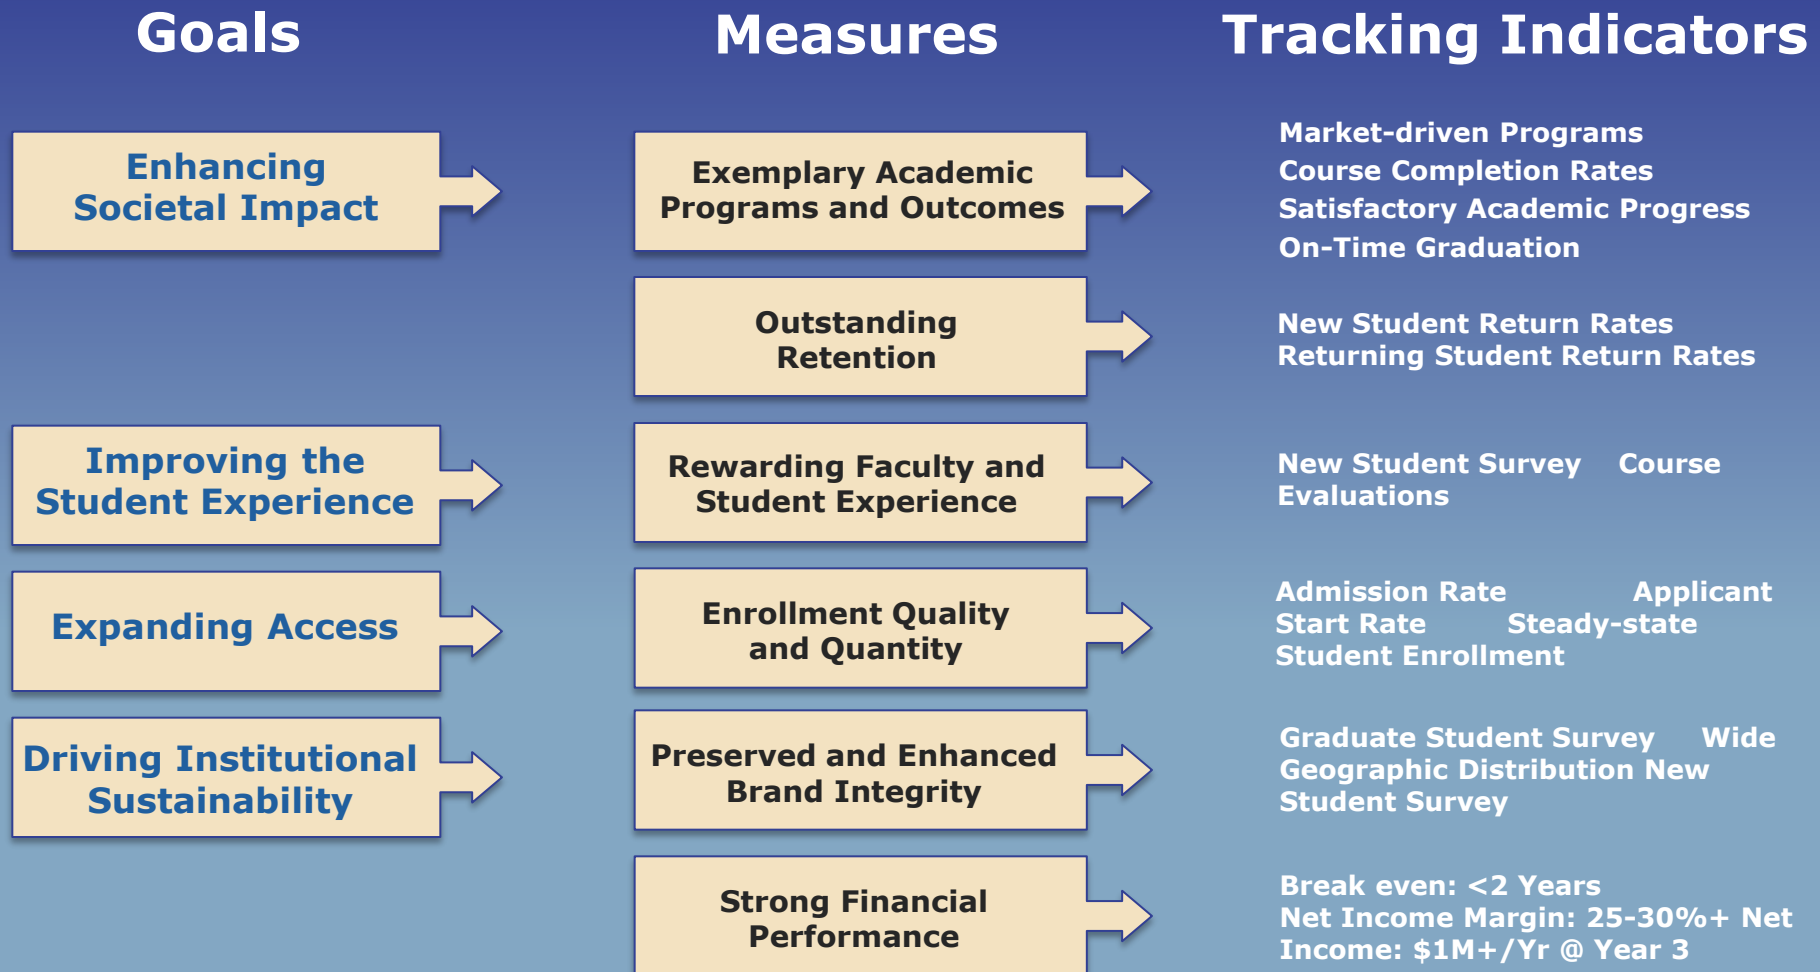 Goals
Measures
Tracking Indicators
Enhancing
Societal Impact
Exemplary Academic
Programs and Outcomes
Market-driven Programs
Course Completion Rates
Satisfactory Academic Progress
On-Time Graduation
Outstanding
Retention
New Student Return Rates
Returning Student Return Rates
Improving the
Student Experience
Rewarding Faculty and
Student Experience
New Student Survey Course
Evaluations
Expanding Access
Enrollment Quality
and Quantity
Admission Rate Applicant
Start Rate Steady-state
Student Enrollment
Driving Institutional
Sustainability
Preserved and Enhanced
Brand Integrity
Graduate Student Survey Wide
Geographic Distribution New
Student Survey
Strong Financial
Performance
Break even: <2 Years
Net Income Margin: 25-30%+ Net
Income: $1M+/Yr @ Year 3